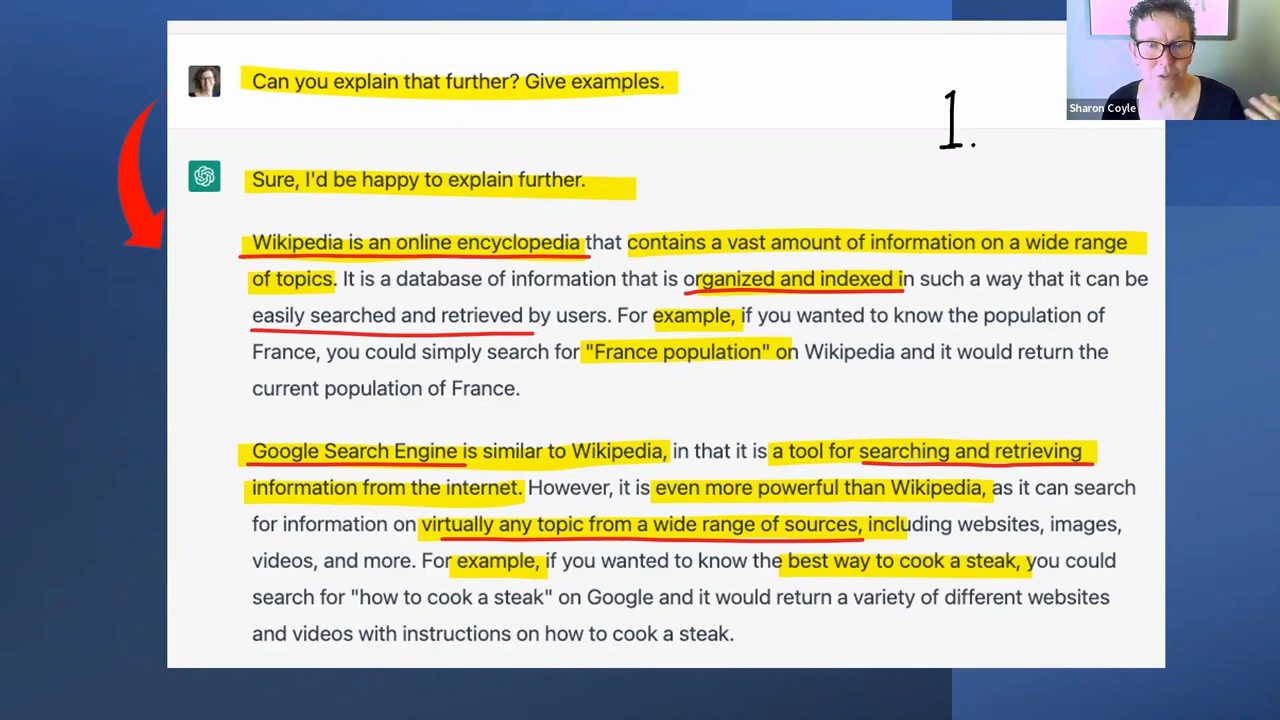 Can you explain that further? Give examples.
Sharon Coyle
1.
Sure, I'd be happy to explain further.
Wikipedia is an online encyclopedia that contains a vast amount of information on a wide range
of topics. It is a database of information that is organized and indexed in such a way that it can be
easily searched and retrieved by users. For example, if you wanted to know the population of
France, you could simply search for "France population" on Wikipedia and it would return the
current population of France.
Google Search Engine is similar to Wikipedia, in that it is a tool for searching and retrieving
information from the internet. However, it is even more powerful than Wikipedia, as it can search
for information on virtually any topic from a wide range of sources, including websites, images,
videos, and more. For example, if you wanted to know the best way to cook a steak, you could
search for "how to cook a steak" on Google and it would return a variety of different websites
and videos with instructions on how to cook a steak.